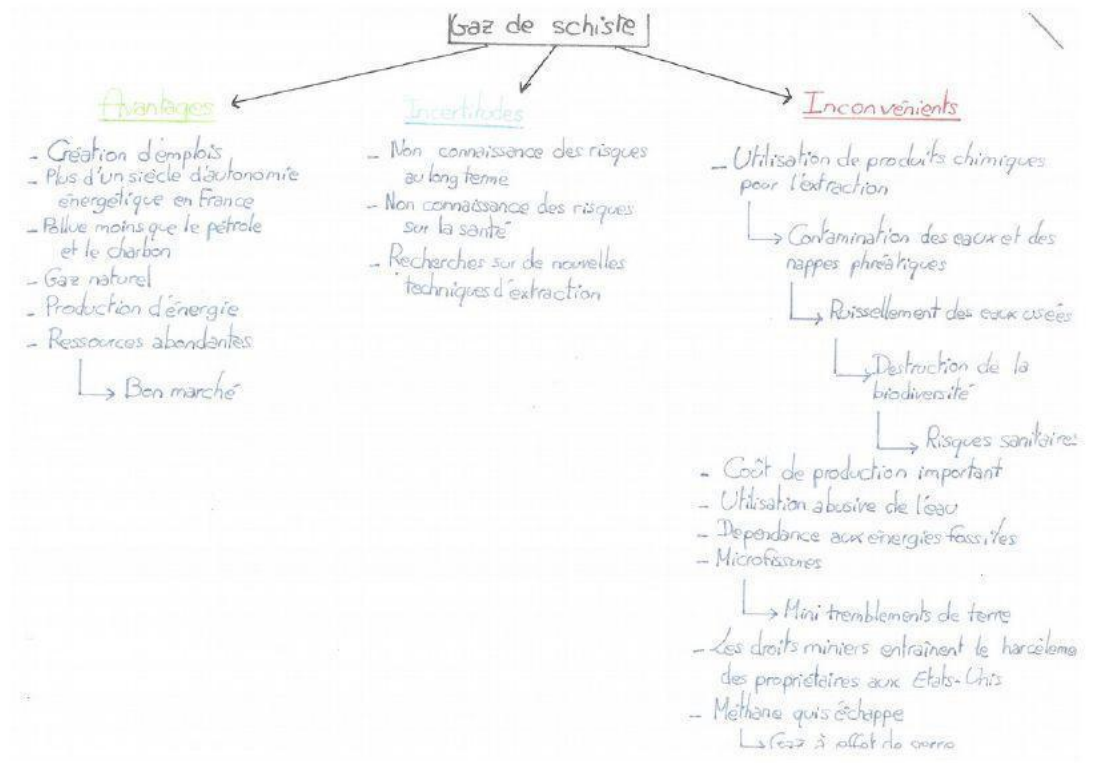 Gaz de schiste
Avantages
- Création d'emplois
- Plus d'un siècle d'autonomie
énergétique en France
- Pollue moins que le pétrole
et le charbon
- Gaz naturel
- Production d'énergie
- Ressources abondantes
Bon marché
Incertitudes
- Non connaissance des risques
au long terme
- Non connaissance des risques
sur la santé
- Recherches sur de nouvelles
techniques d'extraction
Inconvénients
- Utilisation de produits chimiques
pour l'extraction
Contamination des eaux et des
nappes phréatiques
Ruissellement des eaux usées
Destruction de la
biodiversité
Risques sanitaires
- Coût de production important
- Utilisation abusive de l'eau
- Dépendance aux énergies fossiles
- Microfissures
Mini tremblements de terre
- Les droits miniers entraînent le harcèleme
des propriétaires aux Etats-Unis
- Méthane qui s'échappe
Gaz à effet de serre